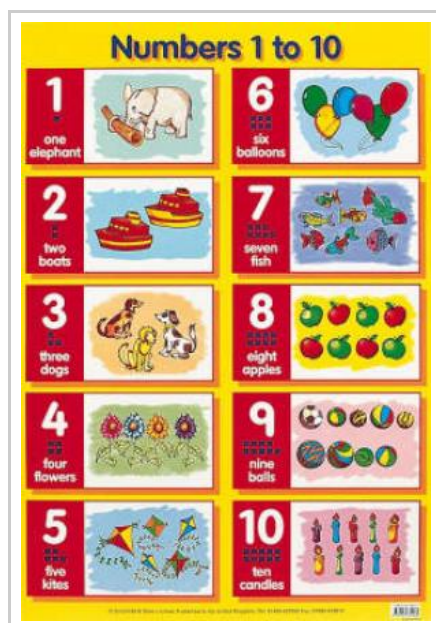 Numbers 1 to 10
1
one
elephant
2
two
boats
3
three
dogs
4
four
flowers
5
five
kites
6
six
balloons
7
seven
fish
8
eight
apples
9
nine
balls
10
ten
candles